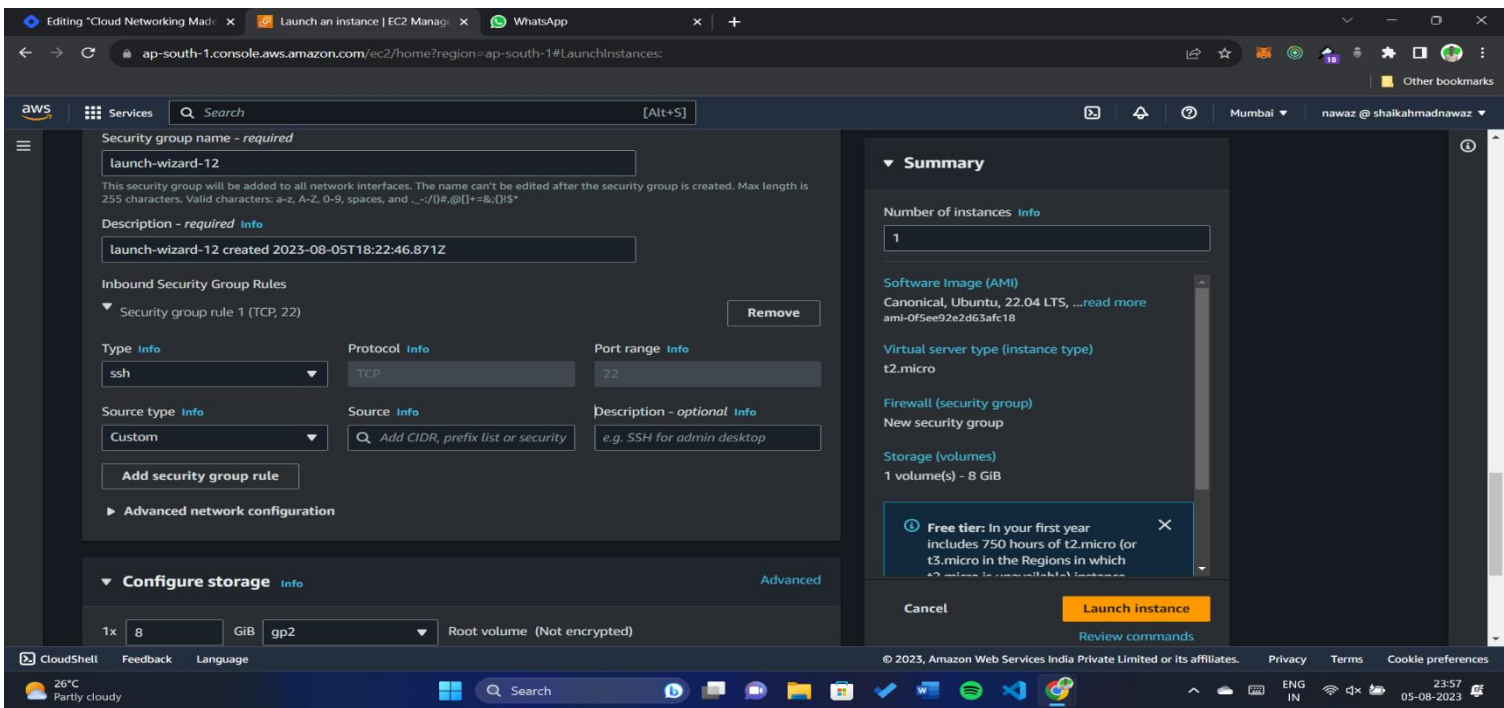 Editing "Cloud Networking Made
Launch an instance | EC2 Manag
WhatsApp
ap-south-1.console.aws.amazon.com/ec2/home?region=ap-south-1#LaunchInstances:
18
Other bookmarks
aws
Services
Search
[Alt+S]
Mumbai
nawaz @ shaikahmadnawaz
Security group name - required
launch-wizard-12
This security group will be added to all network interfaces. The name can't be edited after the security group is created. Max length is
255 characters. Valid characters: a-z, A-Z, 0-9, spaces, and ._-:/()#,@[]+=&;{}!$*
Description - required Info
launch-wizard-12 created 2023-08-05T18:22:46.871Z
Inbound Security Group Rules
Security group rule 1 (TCP, 22)
Remove
Type Info
Protocol Info
Port range Info
ssh
TCP
22
Source type Info
Source Info
Description - optional Info
Custom
Add CIDR, prefix list or security
e.g. SSH for admin desktop
Add security group rule
Advanced network configuration
Configure storage Info
Advanced
1x
8
GiB
gp2
Root volume (Not encrypted)
Summary
Number of instances Info
1
Software Image (AMI)
Canonical, Ubuntu, 22.04 LTS, ...read more
ami-0f5ee92e2d63afc18
Virtual server type (instance type)
t2.micro
Firewall (security group)
New security group
Storage (volumes)
1 volume(s) - 8 GiB
Free tier: In your first year
includes 750 hours of t2.micro (or
t3.micro in the Regions in which
t2.micro is unavailable) instance
Cancel
Launch instance
Review commands
CloudShell
Feedback
Language
© 2023, Amazon Web Services India Private Limited or its affiliates.
Privacy
Terms
Cookie preferences
26°C
Partly cloudy
Search
ENG
IN
23:57
05-08-2023